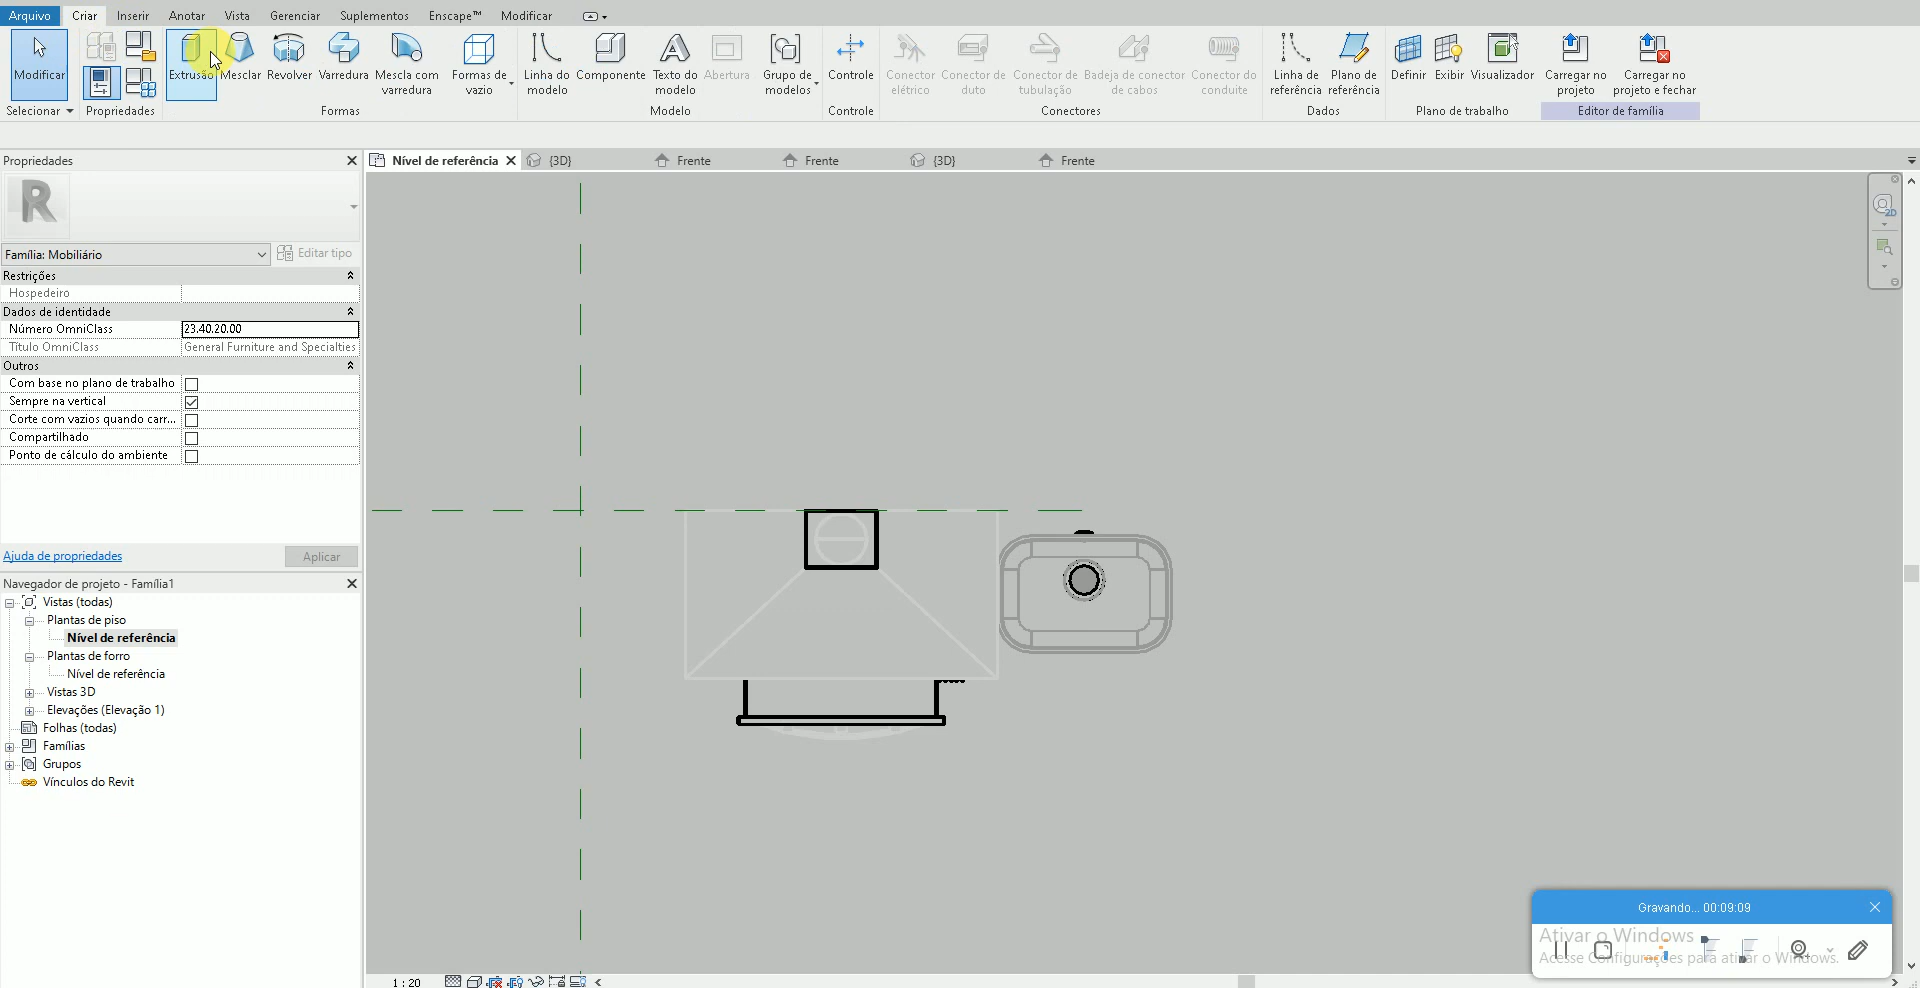 Arquivo Criar Inserir Anotar Vista Gerenciar Suplementos Enscape™ Modificar
Modificar
Extrusão Mesclar Revolver Varredura Mescla com varredura Formas de vazio
Linha do modelo Componente Texto do modelo Abertura Grupo de modelos
Controle
Conector elétrico Conector de duto Conector de tubulação Badeja de conector de cabos Conector do conduite
Linha de referência Plano de referência
Definir Exibir Visualizador
Carregar no projeto Carregar no projeto e fechar
Selecionar Propriedades Formas Modelo Controle Conectores Dados Plano de trabalho Editor de família
Propriedades
Nível de referência {3D} Frente Frente {3D} Frente
R
2D
Família: Mobiliário Editar tipo
Restrições
Hospedeiro
Dados de identidade
Número OmniClass 23.40.20.00
Título OmniClass General Furniture and Specialties
Outros
Com base no plano de trabalho
Sempre na vertical
Corte com vazios quando carr...
Compartilhado
Ponto de cálculo do ambiente
Ajuda de propriedades Aplicar
Navegador de projeto - Família1
Vistas (todas)
Plantas de piso
Nível de referência
Plantas de forro
Nível de referência
Vistas 3D
Elevações (Elevação 1)
Folhas (todas)
Famílias
Grupos
Vínculos do Revit
Gravando... 00:09:09
Ativar o Windows
Acesse Configurações para ativar o Windows.
1 : 20